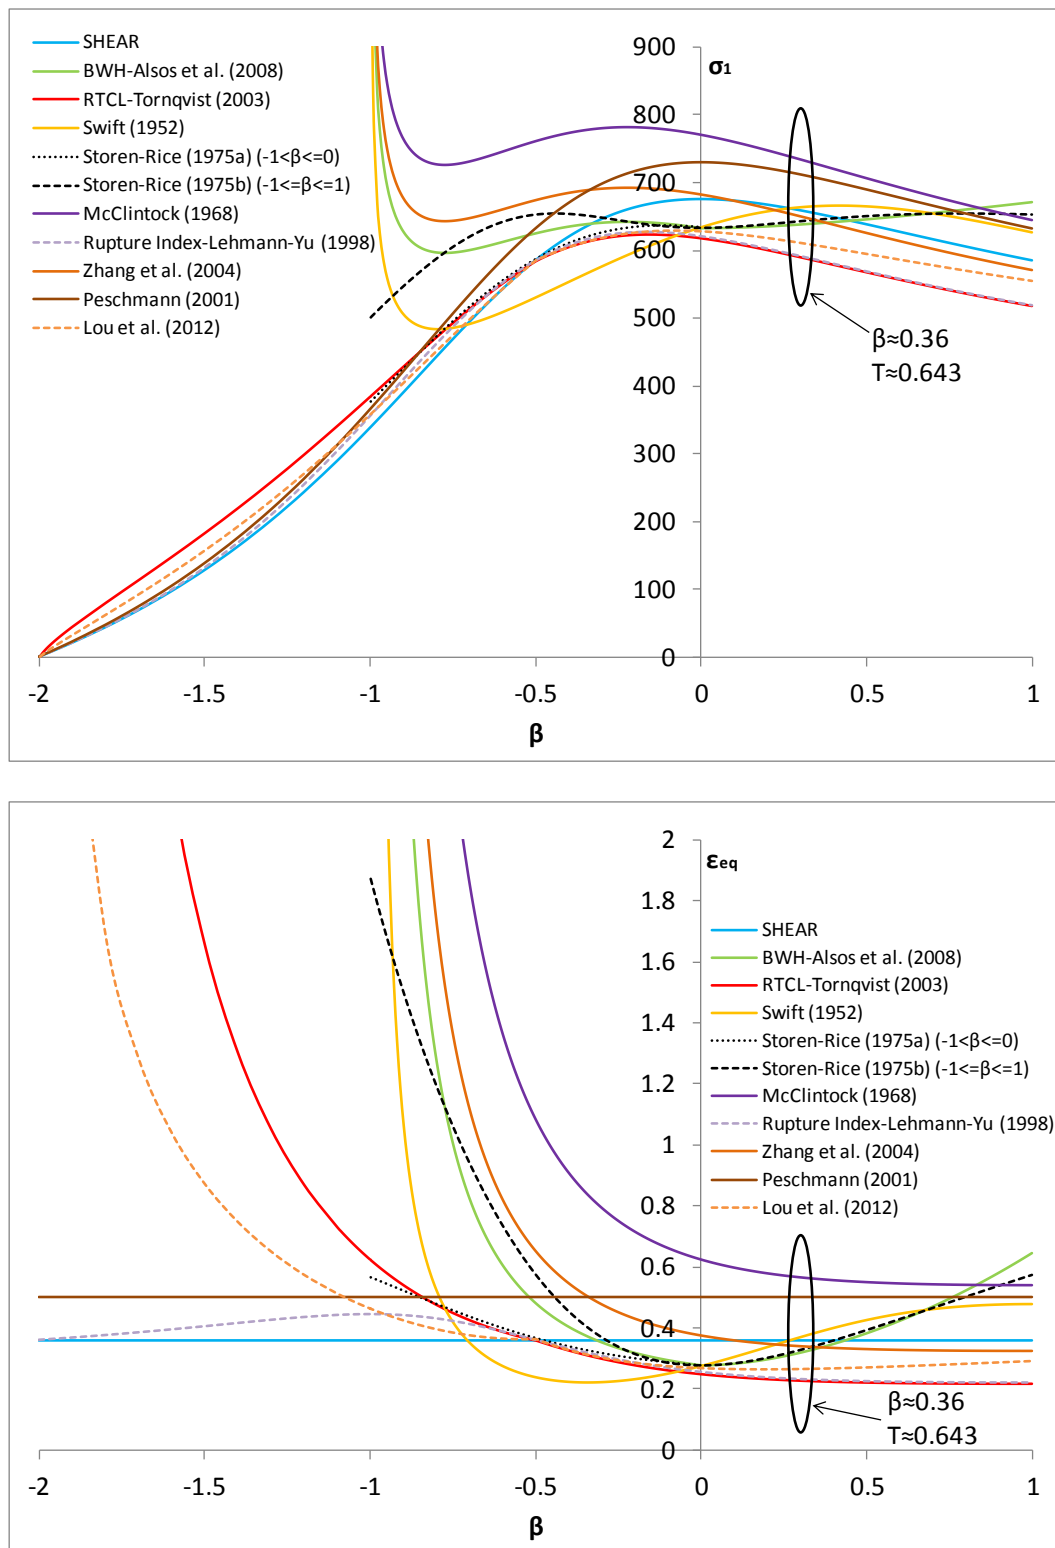 SHEAR
BWH-Alsos et al. (2008)
RTCL-Tornqvist (2003)
Swift (1952)
Storen-Rice (1975a) (-1<β<=0)
Storen-Rice (1975b) (-1<=β<=1)
McClintock (1968)
Rupture Index-Lehmann-Yu (1998)
Zhang et al. (2004)
Peschmann (2001)
Lou et al. (2012)
σ1
900
800
700
600
500
400
300
200
100
0
β≈0.36
T≈0.643
-2
-1.5
-1
-0.5
0
0.5
1
β
εeq
2
1.8
1.6
1.4
1.2
1
0.8
0.6
0.4
0.2
0
SHEAR
BWH-Alsos et al. (2008)
RTCL-Tornqvist (2003)
Swift (1952)
Storen-Rice (1975a) (-1<β<=0)
Storen-Rice (1975b) (-1<=β<=1)
McClintock (1968)
Rupture Index-Lehmann-Yu (1998)
Zhang et al. (2004)
Peschmann (2001)
Lou et al. (2012)
β≈0.36
T≈0.643
-2
-1.5
-1
-0.5
0
0.5
1
β